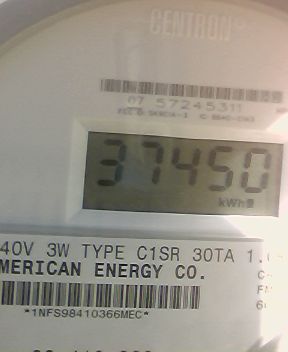 CENTRON
07 57245311
37450
kWh
40V 3W TYPE C1SR 30TA 1.
MERICAN ENERGY CO.
*1NFS98410366MEC*